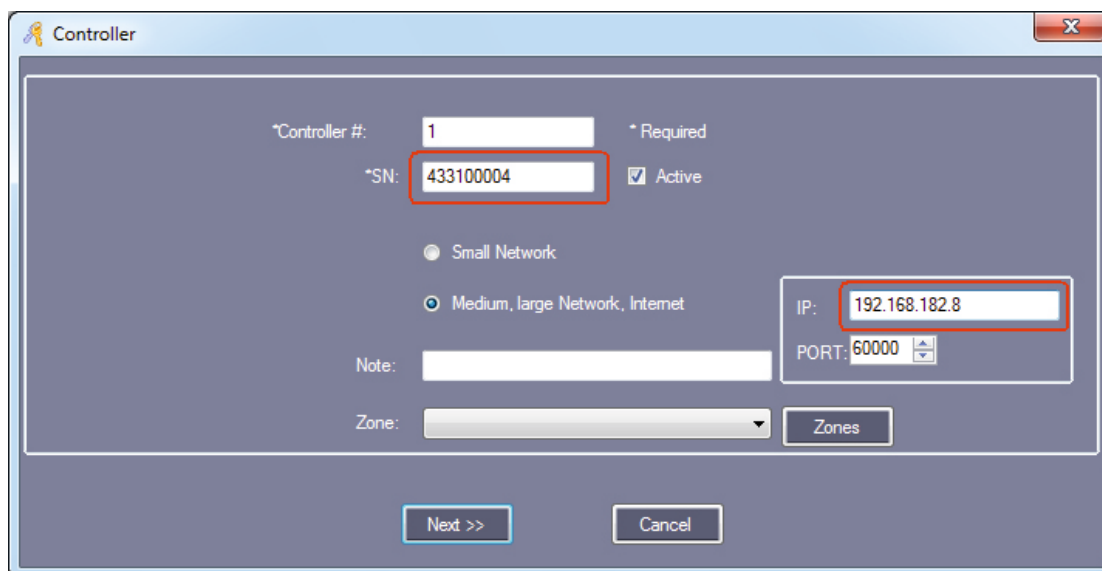 Controller
*Controller #: 1 * Required
*SN: 433100004 Active
Small Network
Medium, large Network, Internet
IP: 192.168.182.8
PORT: 60000
Note:
Zone: Zones
Next >> Cancel